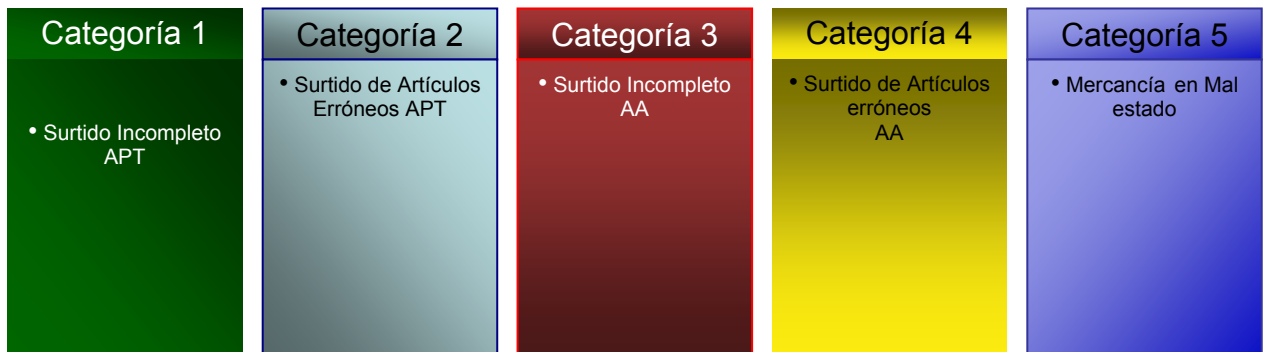 Categoría 1
• Surtido Incompleto
APT
Categoría 2
• Surtido de Artículos
Erróneos APT
Categoría 3
• Surtido Incompleto
AA
Categoría 4
• Surtido de Artículos
erróneos
AA
Categoría 5
• Mercancía en Mal
estado